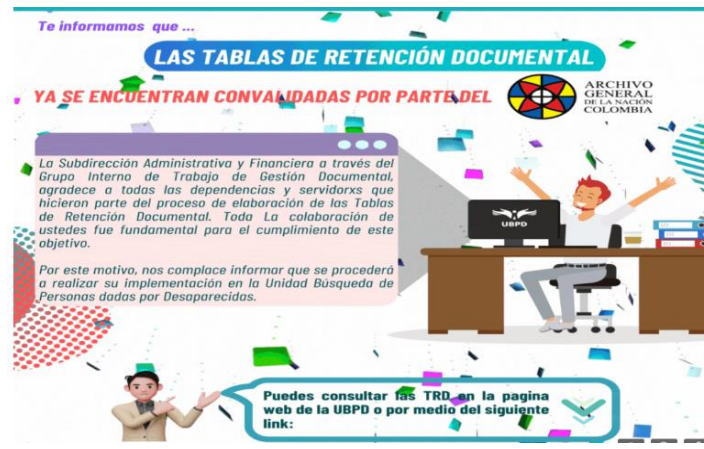 Te informamos que ...
LAS TABLAS DE RETENCIÓN DOCUMENTAL
YA SE ENCUENTRAN CONVALIDADAS POR PARTE DEL
ARCHIVO
GENERAL
DE LA NACIÓN
COLOMBIA
La Subdirección Administrativa y Financiera a través del
Grupo Interno de Trabajo de Gestión Documental,
agradece a todas las dependencias y servidorxs que
hicieron parte del proceso de elaboración de las Tablas
de Retención Documental. Toda La colaboración de
ustedes fue fundamental para el cumplimiento de este
objetivo.
Por este motivo, nos complace informar que se procederá
a realizar su implementación en la Unidad Búsqueda de
Personas dadas por Desaparecidas.
UBPD
Puedes consultar las TRD en la pagina
web de la UBPD o por medio del siguiente
link: